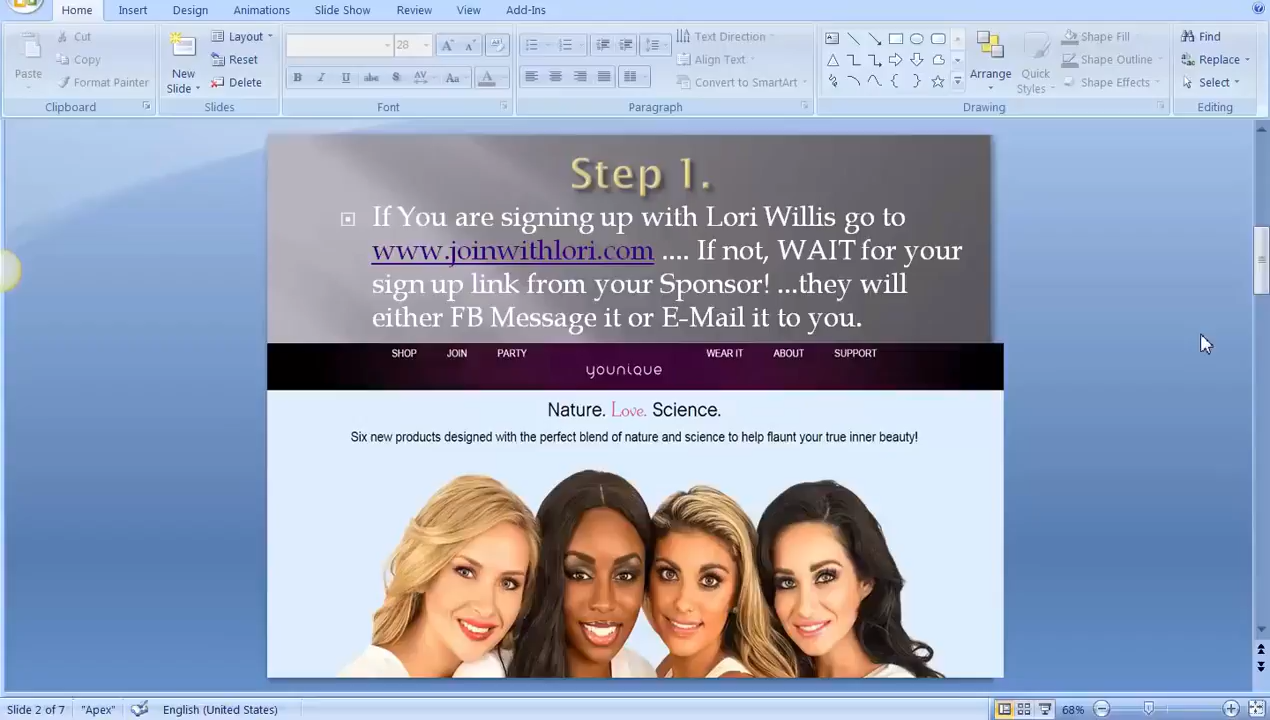 Home Insert Design Animations Slide Show Review View Add-Ins
Paste
Cut
Copy
Format Painter
Clipboard
New
Slide
Layout
Reset
Delete
Slides
28
B I U abc S AV Aa A
Font
Text Direction
Align Text
Convert to SmartArt
Paragraph
Arrange
Quick
Styles
Shape Fill
Shape Outline
Shape Effects
Drawing
Find
Replace
Select
Editing
Step 1.
If You are signing up with Lori Willis go to
www.joinwithlori.com .... If not, WAIT for your
sign up link from your Sponsor! ...they will
either FB Message it or E-Mail it to you.
SHOP JOIN PARTY younique WEAR IT ABOUT SUPPORT
Nature. Love. Science.
Six new products designed with the perfect blend of nature and science to help flaunt your true inner beauty!
Slide 2 of 7 "Apex" English (United States) 68%